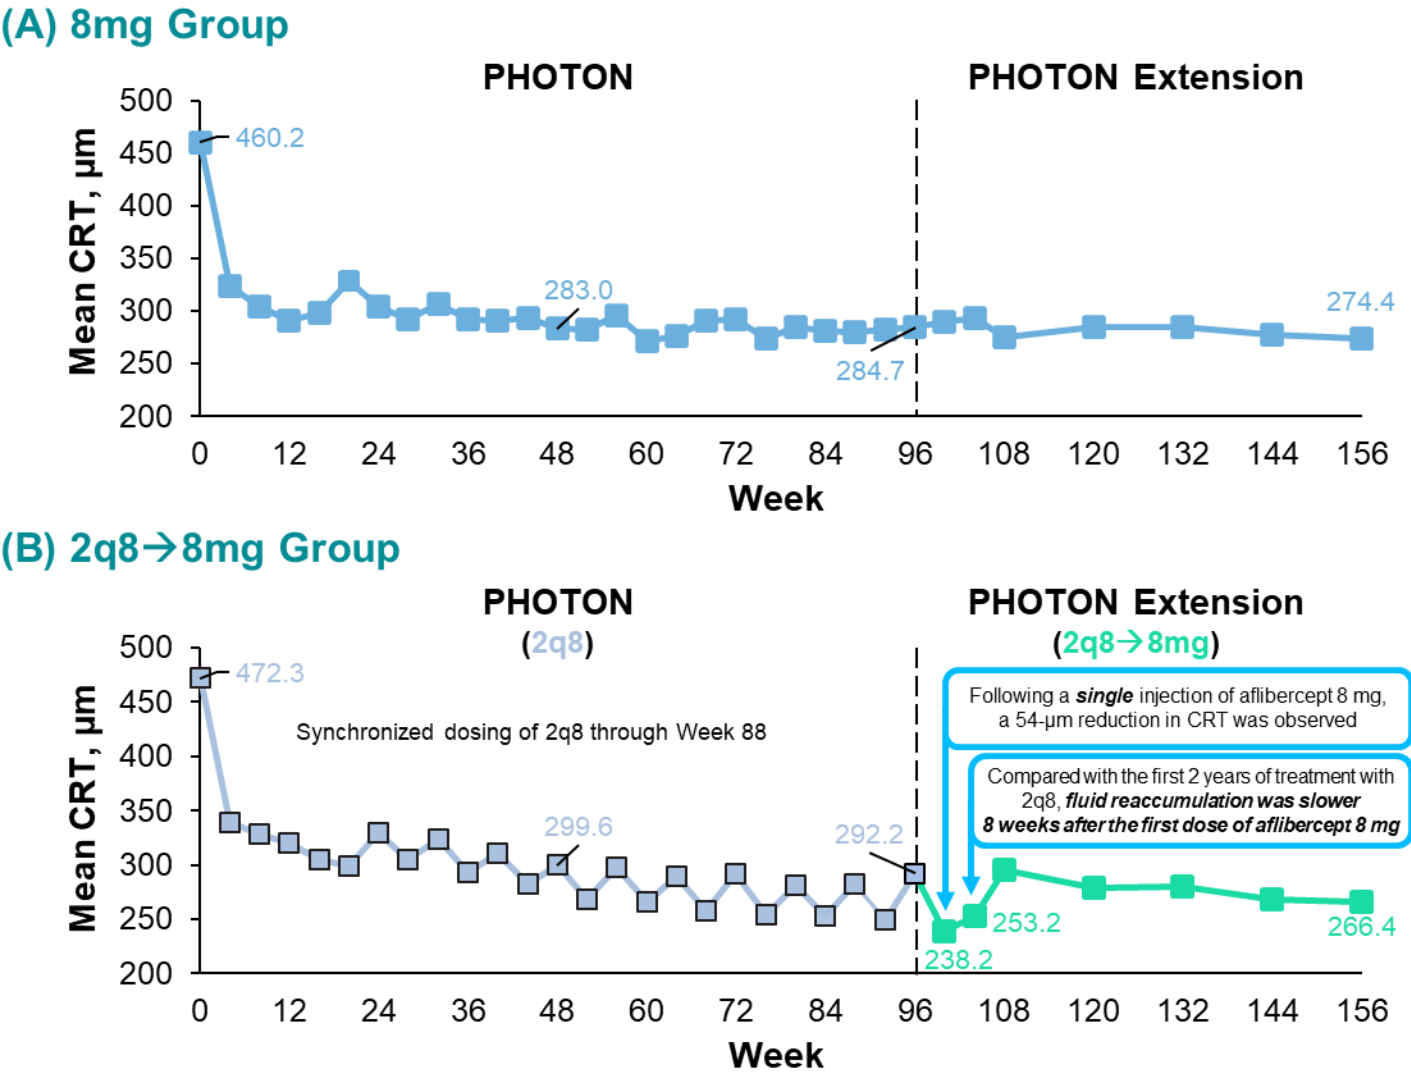 (A) 8mg Group
PHOTON
PHOTON Extension
Mean CRT, μm
500
450
400
350
300
250
200
460.2
283.0
284.7
274.4
0 12 24 36 48 60 72 84 96 108 120 132 144 156
Week
(B) 2q8→8mg Group
PHOTON
(2q8)
PHOTON Extension
(2q8→8mg)
Mean CRT, μm
500
450
400
350
300
250
200
472.3
Synchronized dosing of 2q8 through Week 88
299.6
292.2
Following a single injection of aflibercept 8 mg,
a 54-μm reduction in CRT was observed
Compared with the first 2 years of treatment with
2q8, fluid reaccumulation was slower
8 weeks after the first dose of aflibercept 8 mg
253.2
238.2
266.4
0 12 24 36 48 60 72 84 96 108 120 132 144 156
Week